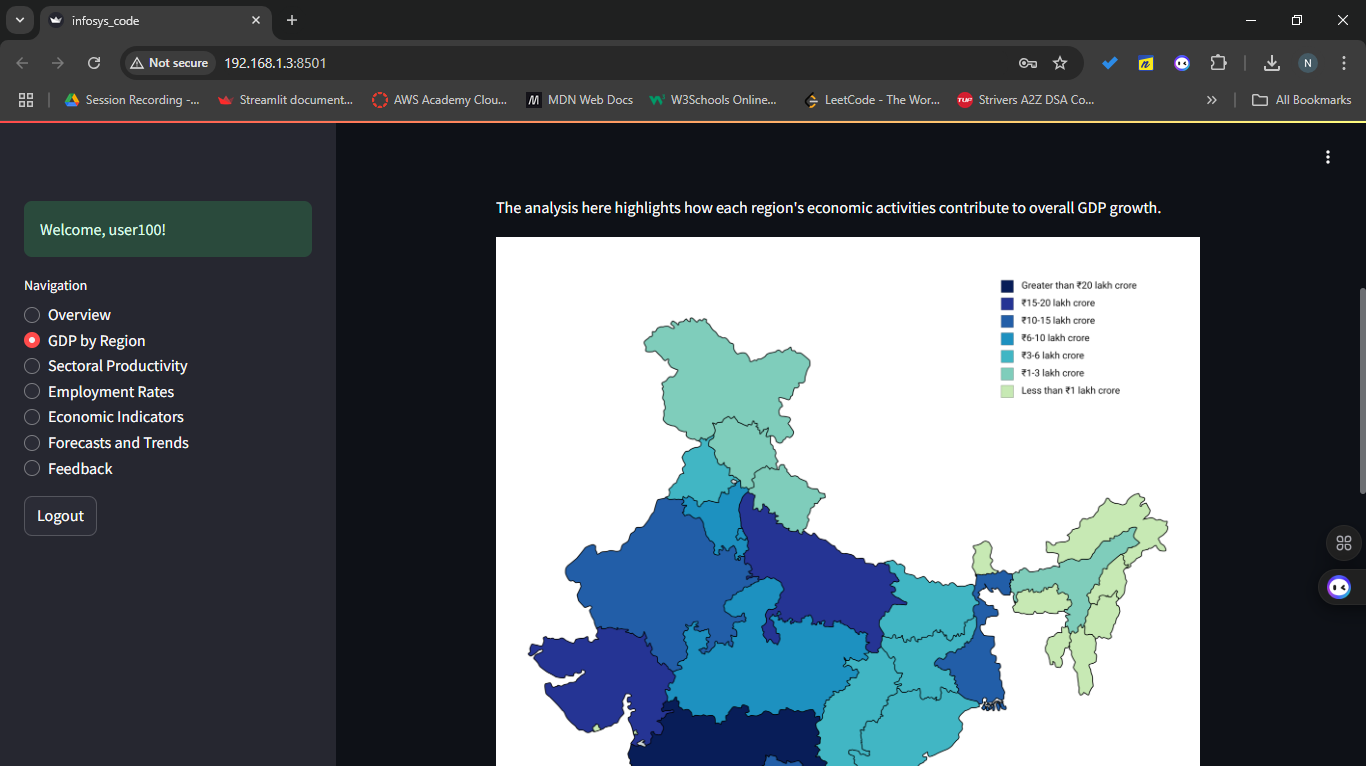 infosys_code
Not secure
192.168.1.3:8501
N
Session Recording -...
Streamlit document...
AWS Academy Clou...
MDN Web Docs
W3Schools Online...
LeetCode - The Wor...
TUF
Strivers A2Z DSA Co...
All Bookmarks
Welcome, user100!
Navigation
Overview
GDP by Region
Sectoral Productivity
Employment Rates
Economic Indicators
Forecasts and Trends
Feedback
Logout
The analysis here highlights how each region's economic activities contribute to overall GDP growth.
Greater than ₹20 lakh crore
₹15-20 lakh crore
₹10-15 lakh crore
₹6-10 lakh crore
₹3-6 lakh crore
₹1-3 lakh crore
Less than ₹1 lakh crore